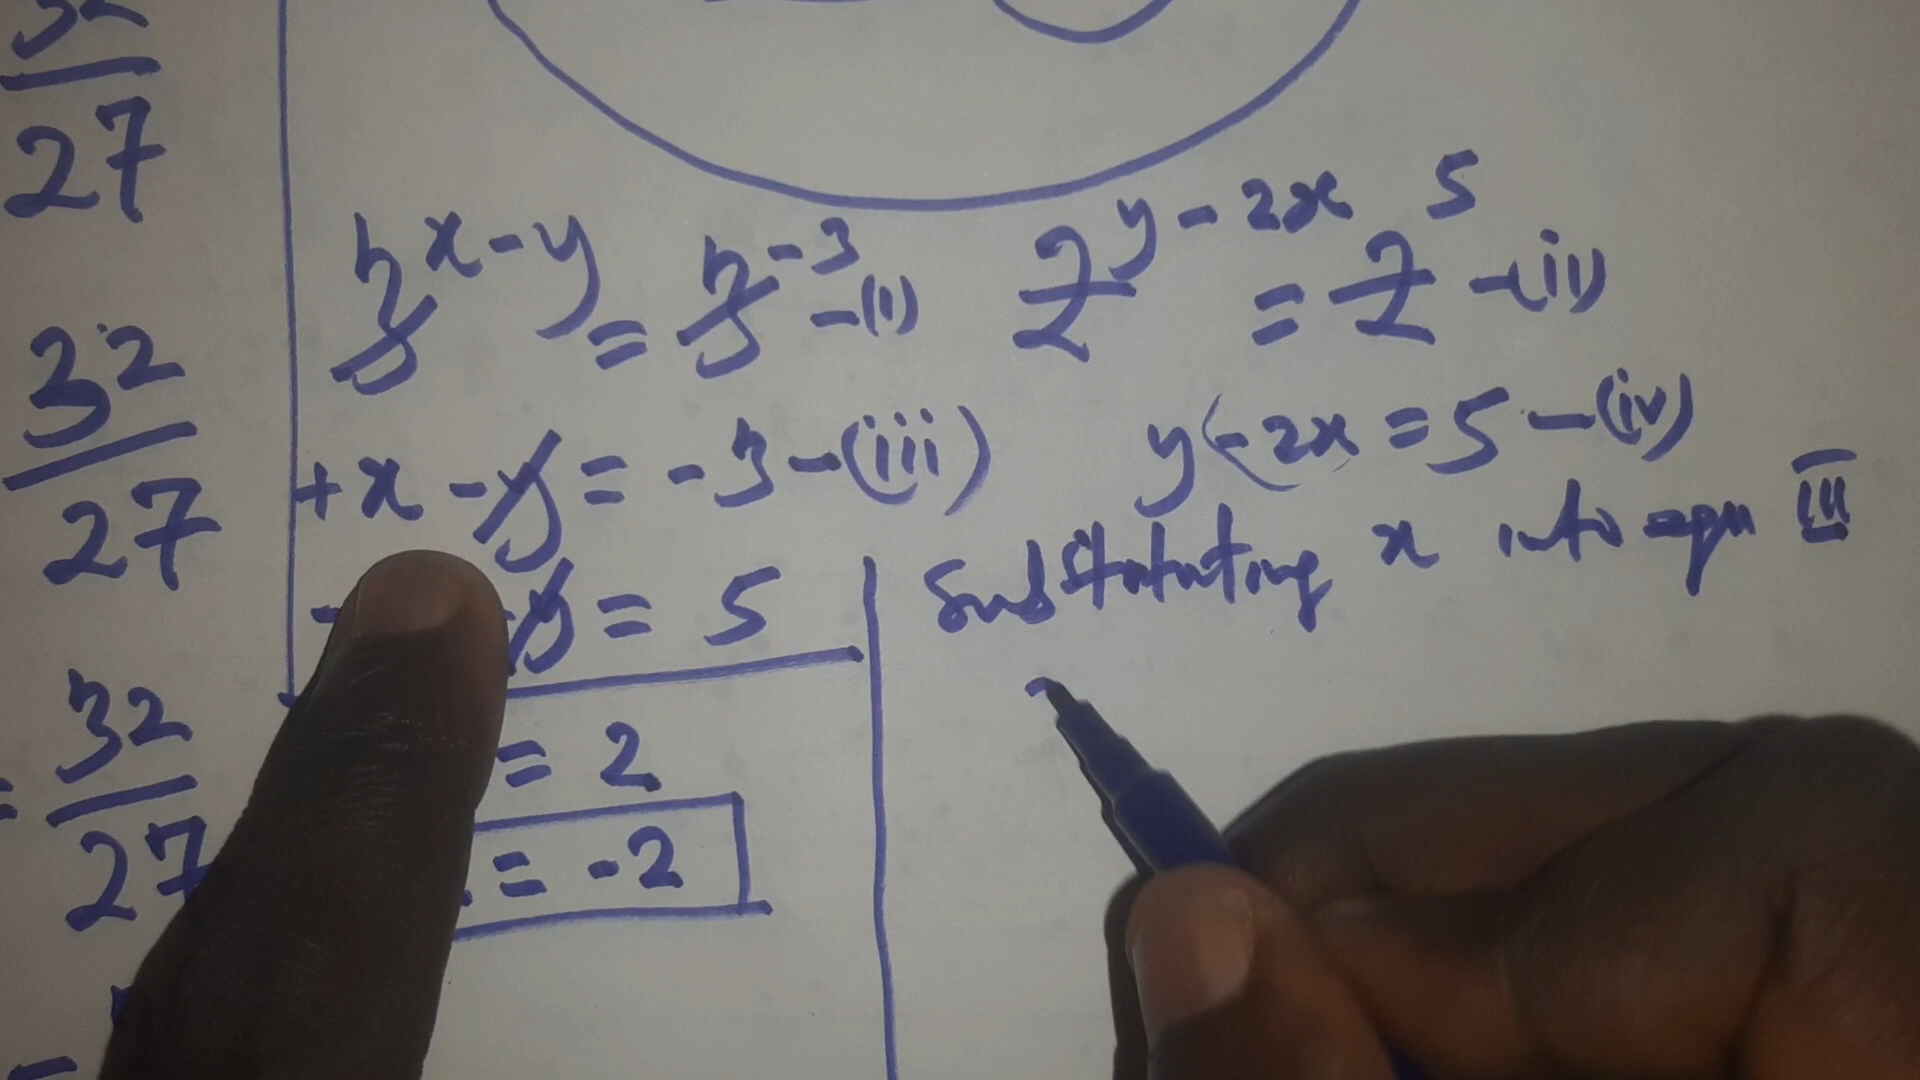 32
27
3^x-y = 3^-3 -(i) 2^y-2x = 2^5 -(ii)
+x - y = -3 -(iii) y - 2x = 5 -(iv)
32
27
Substituting x into eqn iii
- y = 5
= 2
= 32
27
= -2